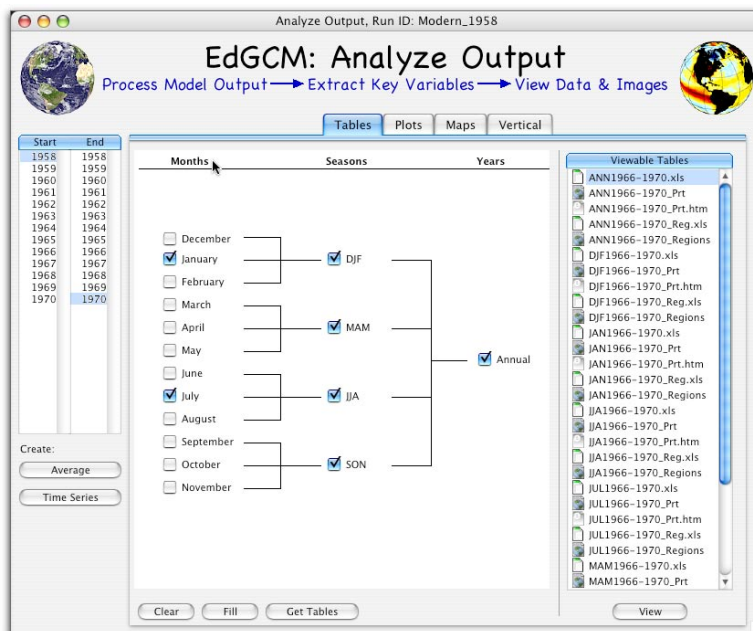 Analyze Output, Run ID: Modern_1958
EdGCM: Analyze Output
Process Model Output Extract Key Variables View Data & Images
Tables Plots Maps Vertical
Start End
1958 1958
1959 1959
1960 1960
1961 1961
1962 1962
1963 1963
1964 1964
1965 1965
1966 1966
1967 1967
1968 1968
1969 1969
1970 1970
Create:
Average
Time Series
Months Seasons Years
December
January
February
March
April
May
June
July
August
September
October
November
DJF
MAM
JJA
SON
Annual
Clear Fill Get Tables
Viewable Tables
ANN1966-1970.xls
ANN1966-1970_Prt
ANN1966-1970_Prt.htm
ANN1966-1970_Reg.xls
ANN1966-1970_Regions
DJF1966-1970.xls
DJF1966-1970_Prt
DJF1966-1970_Prt.htm
DJF1966-1970_Reg.xls
DJF1966-1970_Regions
JAN1966-1970.xls
JAN1966-1970_Prt
JAN1966-1970_Prt.htm
JAN1966-1970_Reg.xls
JAN1966-1970_Regions
JJA1966-1970.xls
JJA1966-1970_Prt
JJA1966-1970_Prt.htm
JJA1966-1970_Reg.xls
JJA1966-1970_Regions
JUL1966-1970.xls
JUL1966-1970_Prt
JUL1966-1970_Prt.htm
JUL1966-1970_Reg.xls
JUL1966-1970_Regions
MAM1966-1970.xls
MAM1966-1970_Prt
View